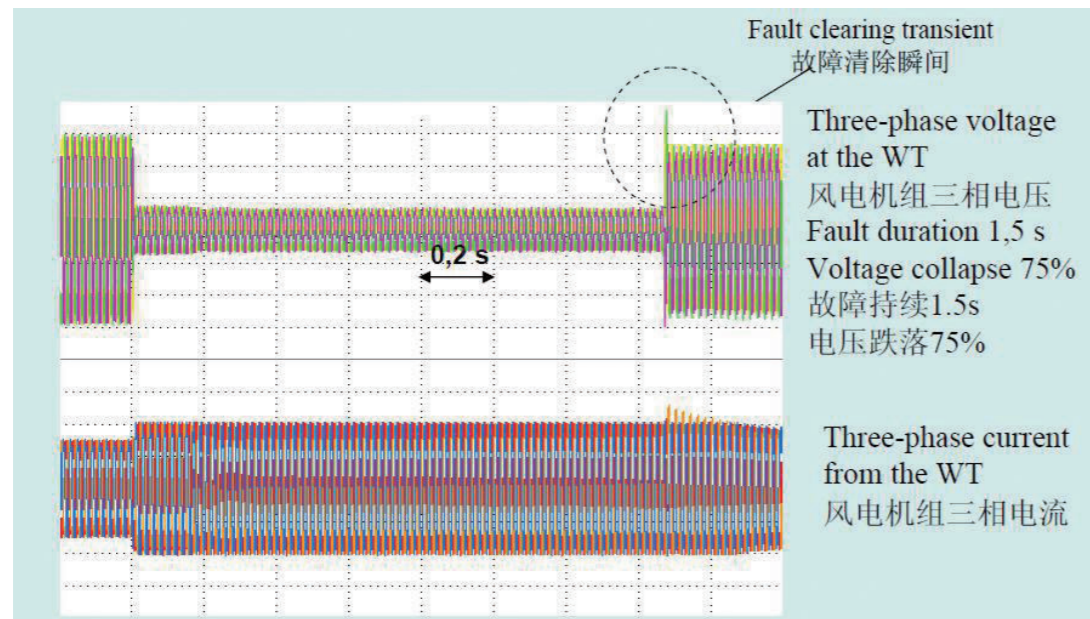 Fault clearing transient
故障清除瞬间
Three-phase voltage
at the WT
风电机组三相电压
Fault duration 1,5 s
Voltage collapse 75%
故障持续1.5s
电压跌落75%
0,2 s
Three-phase current
from the WT
风电机组三相电流